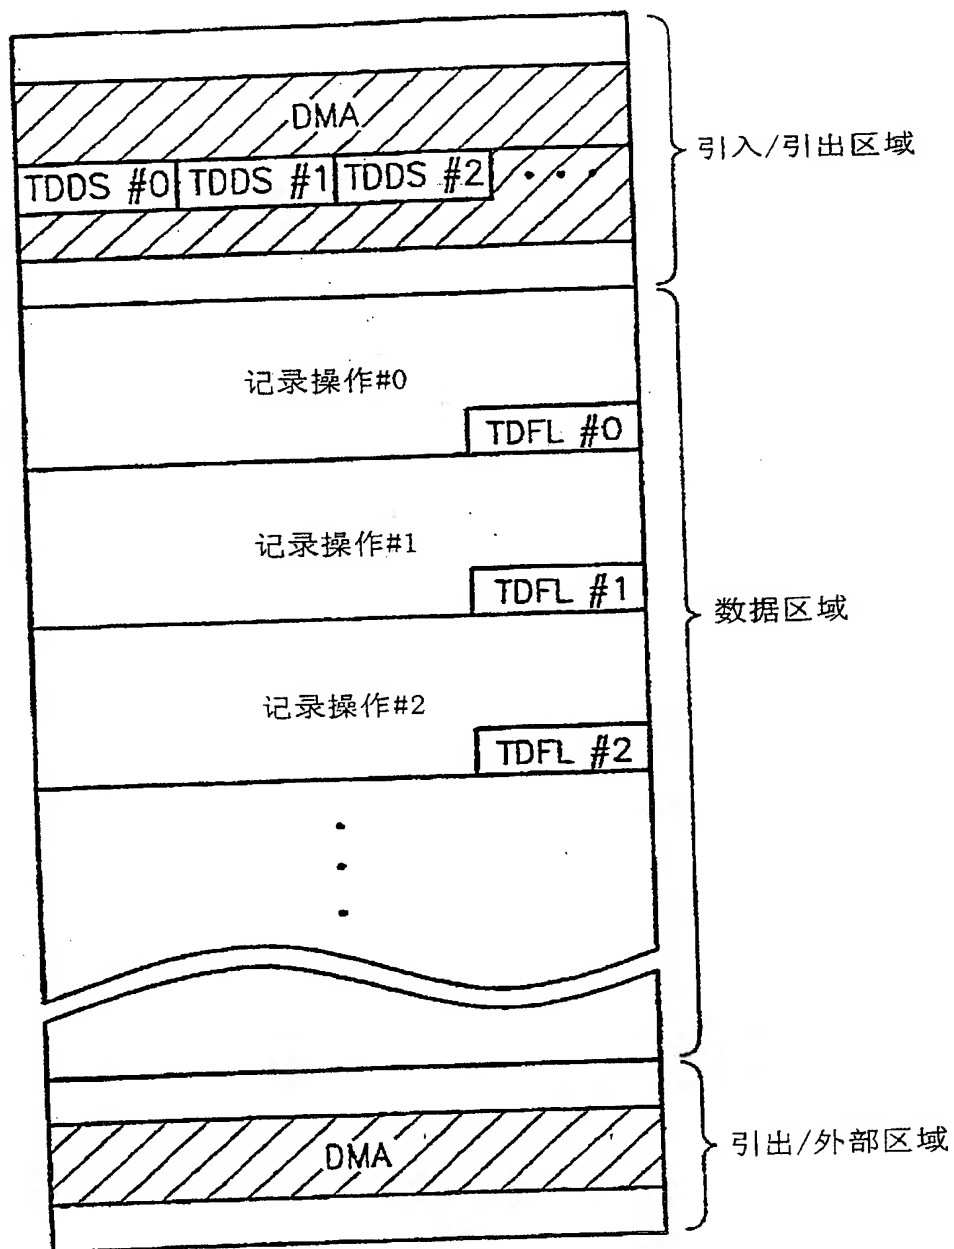 DMA
引入/引出区域
TDDS #0 TDDS #1 TDDS #2 ...
记录操作#0
TDFL #0
记录操作#1
TDFL #1
数据区域
记录操作#2
TDFL #2
DMA
引出/外部区域